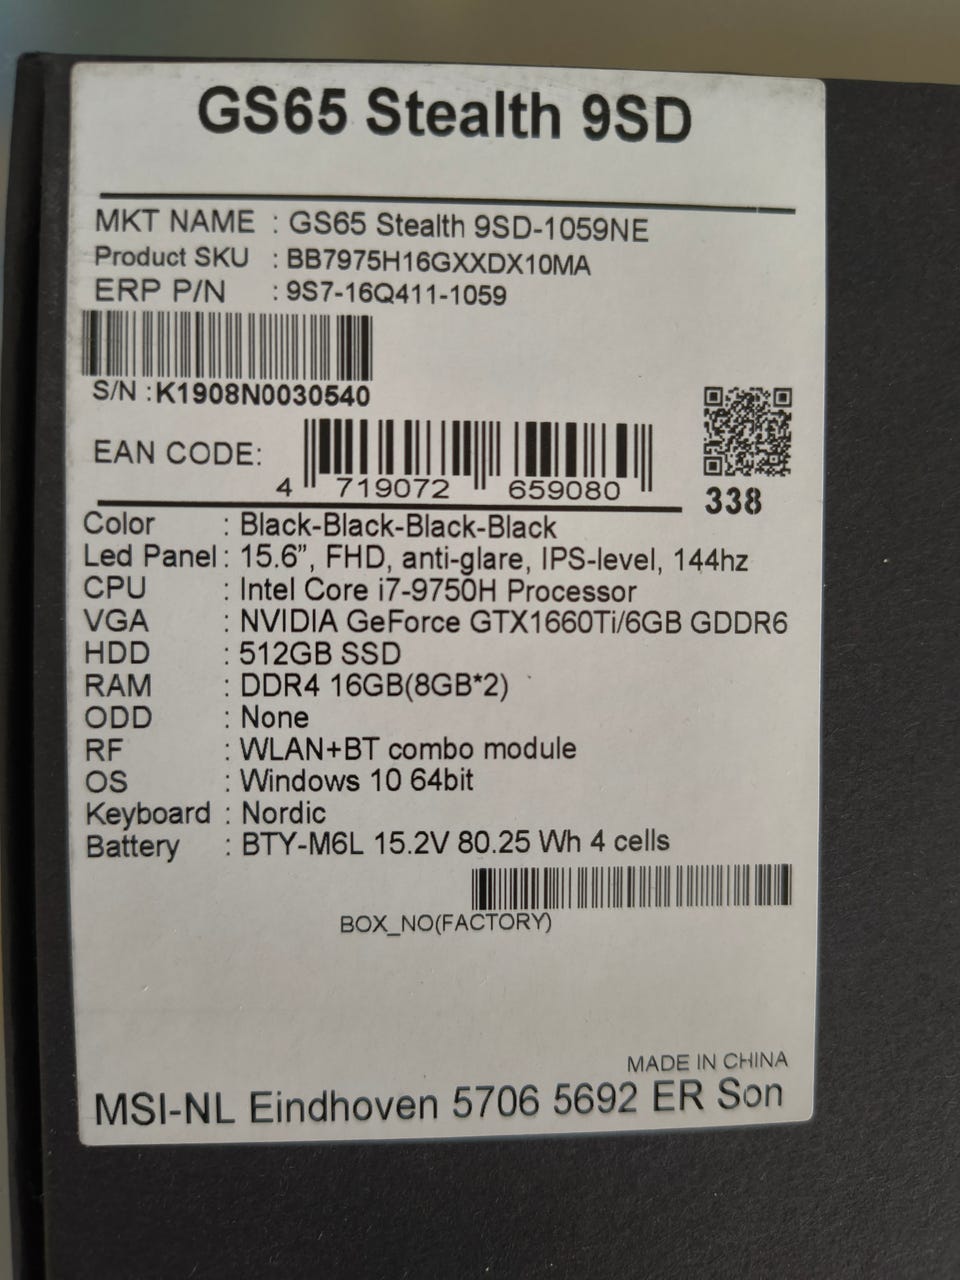 GS65 Stealth 9SD
MKT NAME : GS65 Stealth 9SD-1059NE
Product SKU : BB7975H16GXXDX10MA
ERP P/N : 9S7-16Q411-1059
S/N :K1908N0030540
EAN CODE:
4 719072 659080
338
Color : Black-Black-Black-Black
Led Panel : 15.6”, FHD, anti-glare, IPS-level, 144hz
CPU : Intel Core i7-9750H Processor
VGA : NVIDIA GeForce GTX1660Ti/6GB GDDR6
HDD : 512GB SSD
RAM : DDR4 16GB(8GB*2)
ODD : None
RF : WLAN+BT combo module
OS : Windows 10 64bit
Keyboard : Nordic
Battery : BTY-M6L 15.2V 80.25 Wh 4 cells
BOX_NO(FACTORY)
MADE IN CHINA
MSI-NL Eindhoven 5706 5692 ER Son